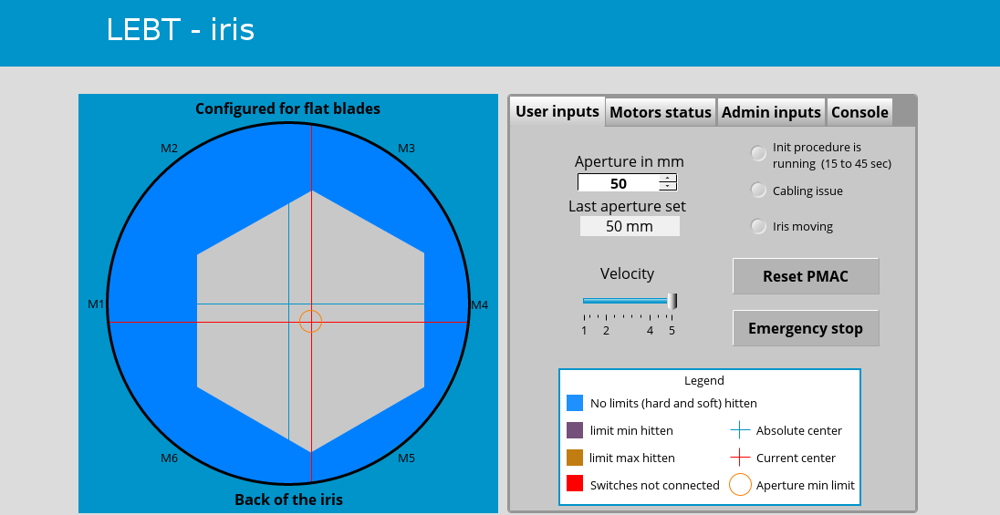 LEBT - iris
Configured for flat blades
M2
M3
M1
M4
M6
M5
Back of the iris
User inputs
Motors status
Admin inputs
Console
Aperture in mm
50
Last aperture set
50 mm
Velocity
1 2 4 5
Init procedure is
running (15 to 45 sec)
Cabling issue
Iris moving
Reset PMAC
Emergency stop
Legend
No limits (hard and soft) hitten
limit min hitten
Absolute center
limit max hitten
Current center
Switches not connected
Aperture min limit